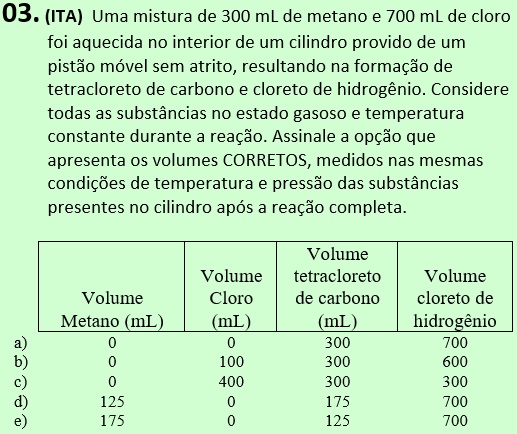 03. (ITA) Uma mistura de 300 mL de metano e 700 mL de cloro
foi aquecida no interior de um cilindro provido de um
pistão móvel sem atrito, resultando na formação de
tetracloreto de carbono e cloreto de hidrogênio. Considere
todas as substâncias no estado gasoso e temperatura
constante durante a reação. Assinale a opção que
apresenta os volumes CORRETOS, medidos nas mesmas
condições de temperatura e pressão das substâncias
presentes no cilindro após a reação completa.
Volume Metano (mL) Volume Cloro (mL) Volume tetracloreto de carbono (mL) Volume cloreto de hidrogênio
a) 0 0 300 700
b) 0 100 300 600
c) 0 400 300 300
d) 125 0 175 700
e) 175 0 125 700